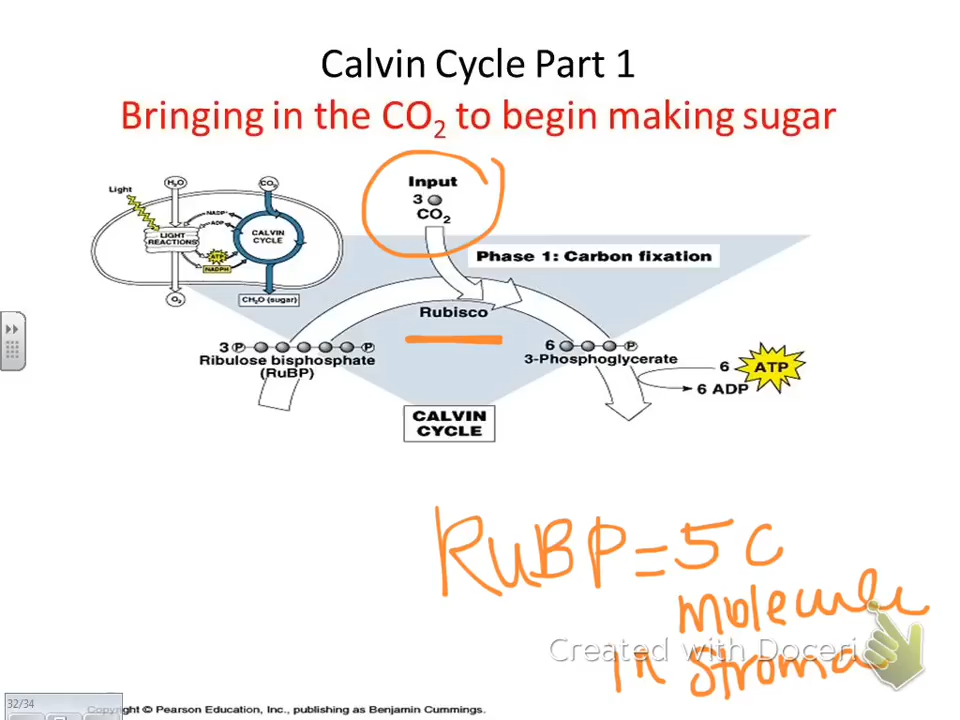 Calvin Cycle Part 1
Bringing in the CO₂ to begin making sugar
Input
3
CO₂
Light
H₂O
CO₂
NADP⁺
ADP
LIGHT
REACTIONS
CALVIN
CYCLE
ATP
NADPH
O₂
CH₂O (sugar)
Phase 1: Carbon fixation
Rubisco
3 P P
Ribulose bisphosphate
(RuBP)
6 P
3-Phosphoglycerate
6 ATP
6 ADP
CALVIN
CYCLE
RuBP = 5 C
molecule
in stroma
Created with Doceri
32/34
Copyright © Pearson Education, Inc., publishing as Benjamin Cummings.